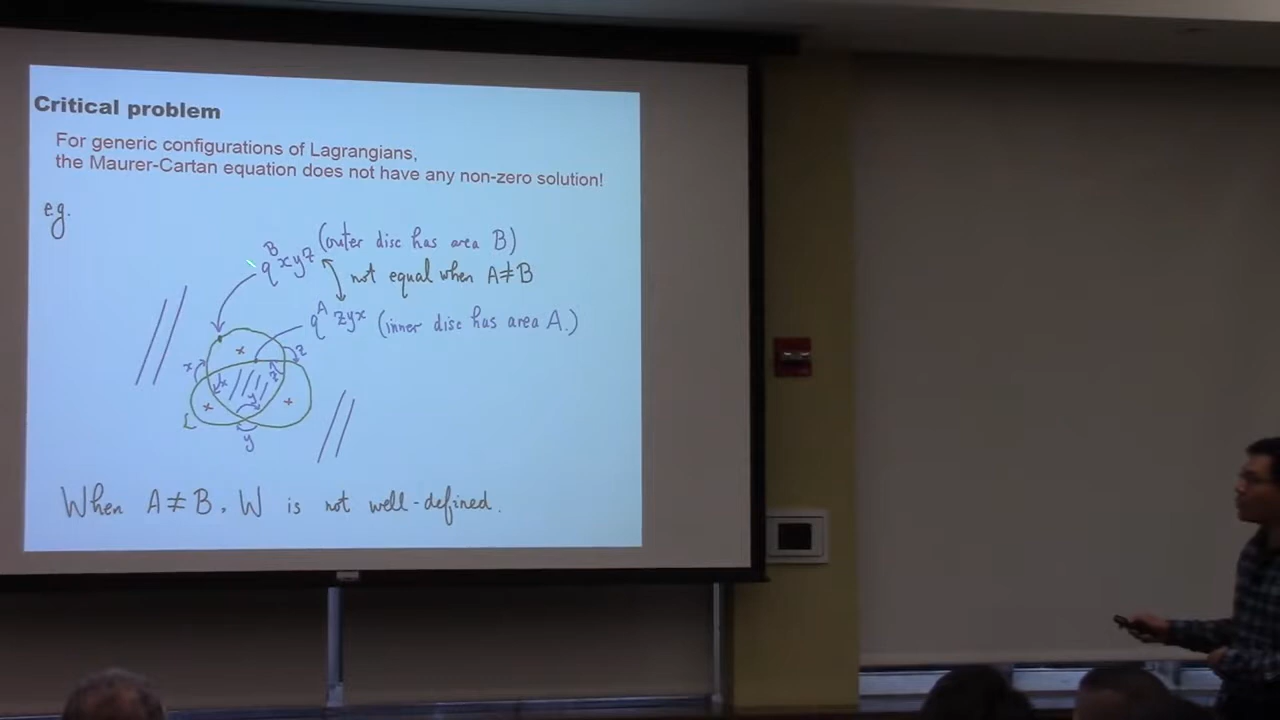 Critical problem
For generic configurations of Lagrangians,
the Maurer-Cartan equation does not have any non-zero solution!
e.g.
q^B xyz (outer disc has area B)
not equal when A≠B
q^A zyx (inner disc has area A.)
x z
x z
y
L
y
When A≠B, W is not well-defined.